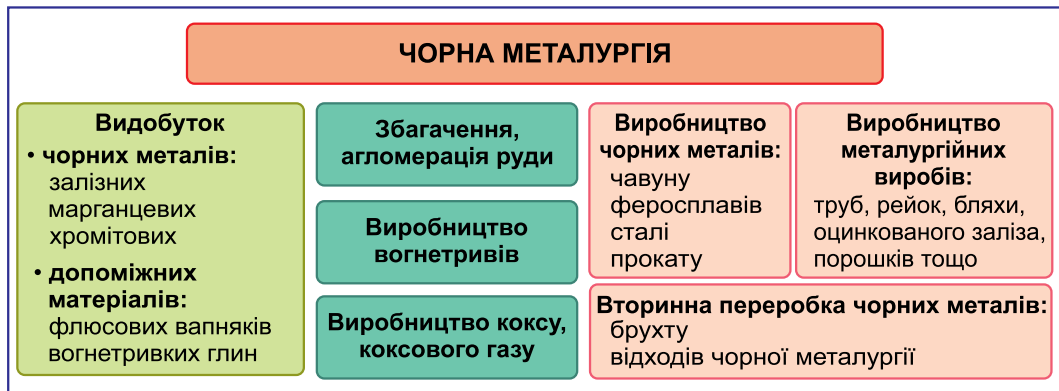 ЧОРНА МЕТАЛУРГІЯ
Видобуток
• чорних металів:
залізних
марганцевих
хромітових
• допоміжних
матеріалів:
флюсових вапняків
вогнетривких глин
Збагачення,
агломерація руди
Виробництво
вогнетривів
Виробництво коксу,
коксового газу
Виробництво
чорних металів:
чавуну
феросплавів
сталі
прокату
Виробництво
металургійних
виробів:
труб, рейок, бляхи,
оцинкованого заліза,
порошків тощо
Вторинна переробка чорних металів:
брухту
відходів чорної металургії